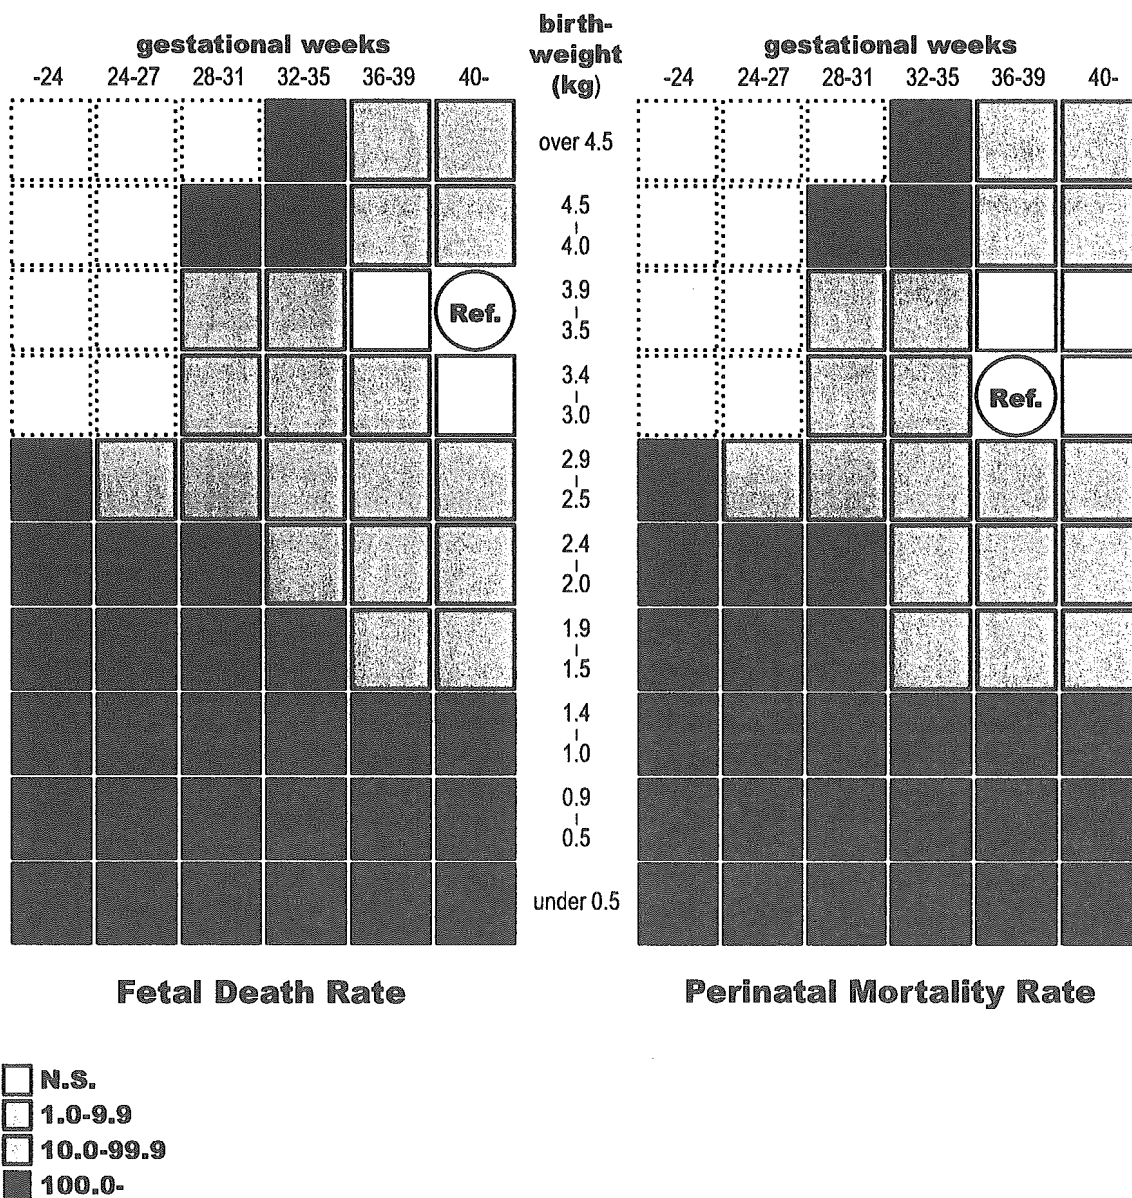 birth-
weight
(kg)
gestational weeks
-24 24-27 28-31 32-35 36-39 40-
gestational weeks
-24 24-27 28-31 32-35 36-39 40-
over 4.5
4.5
|
4.0
3.9
|
3.5
Ref.
3.4
|
3.0
Ref.
2.9
|
2.5
2.4
|
2.0
1.9
|
1.5
1.4
|
1.0
0.9
|
0.5
under 0.5
Fetal Death Rate
Perinatal Mortality Rate
N.S.
1.0-9.9
10.0-99.9
100.0-